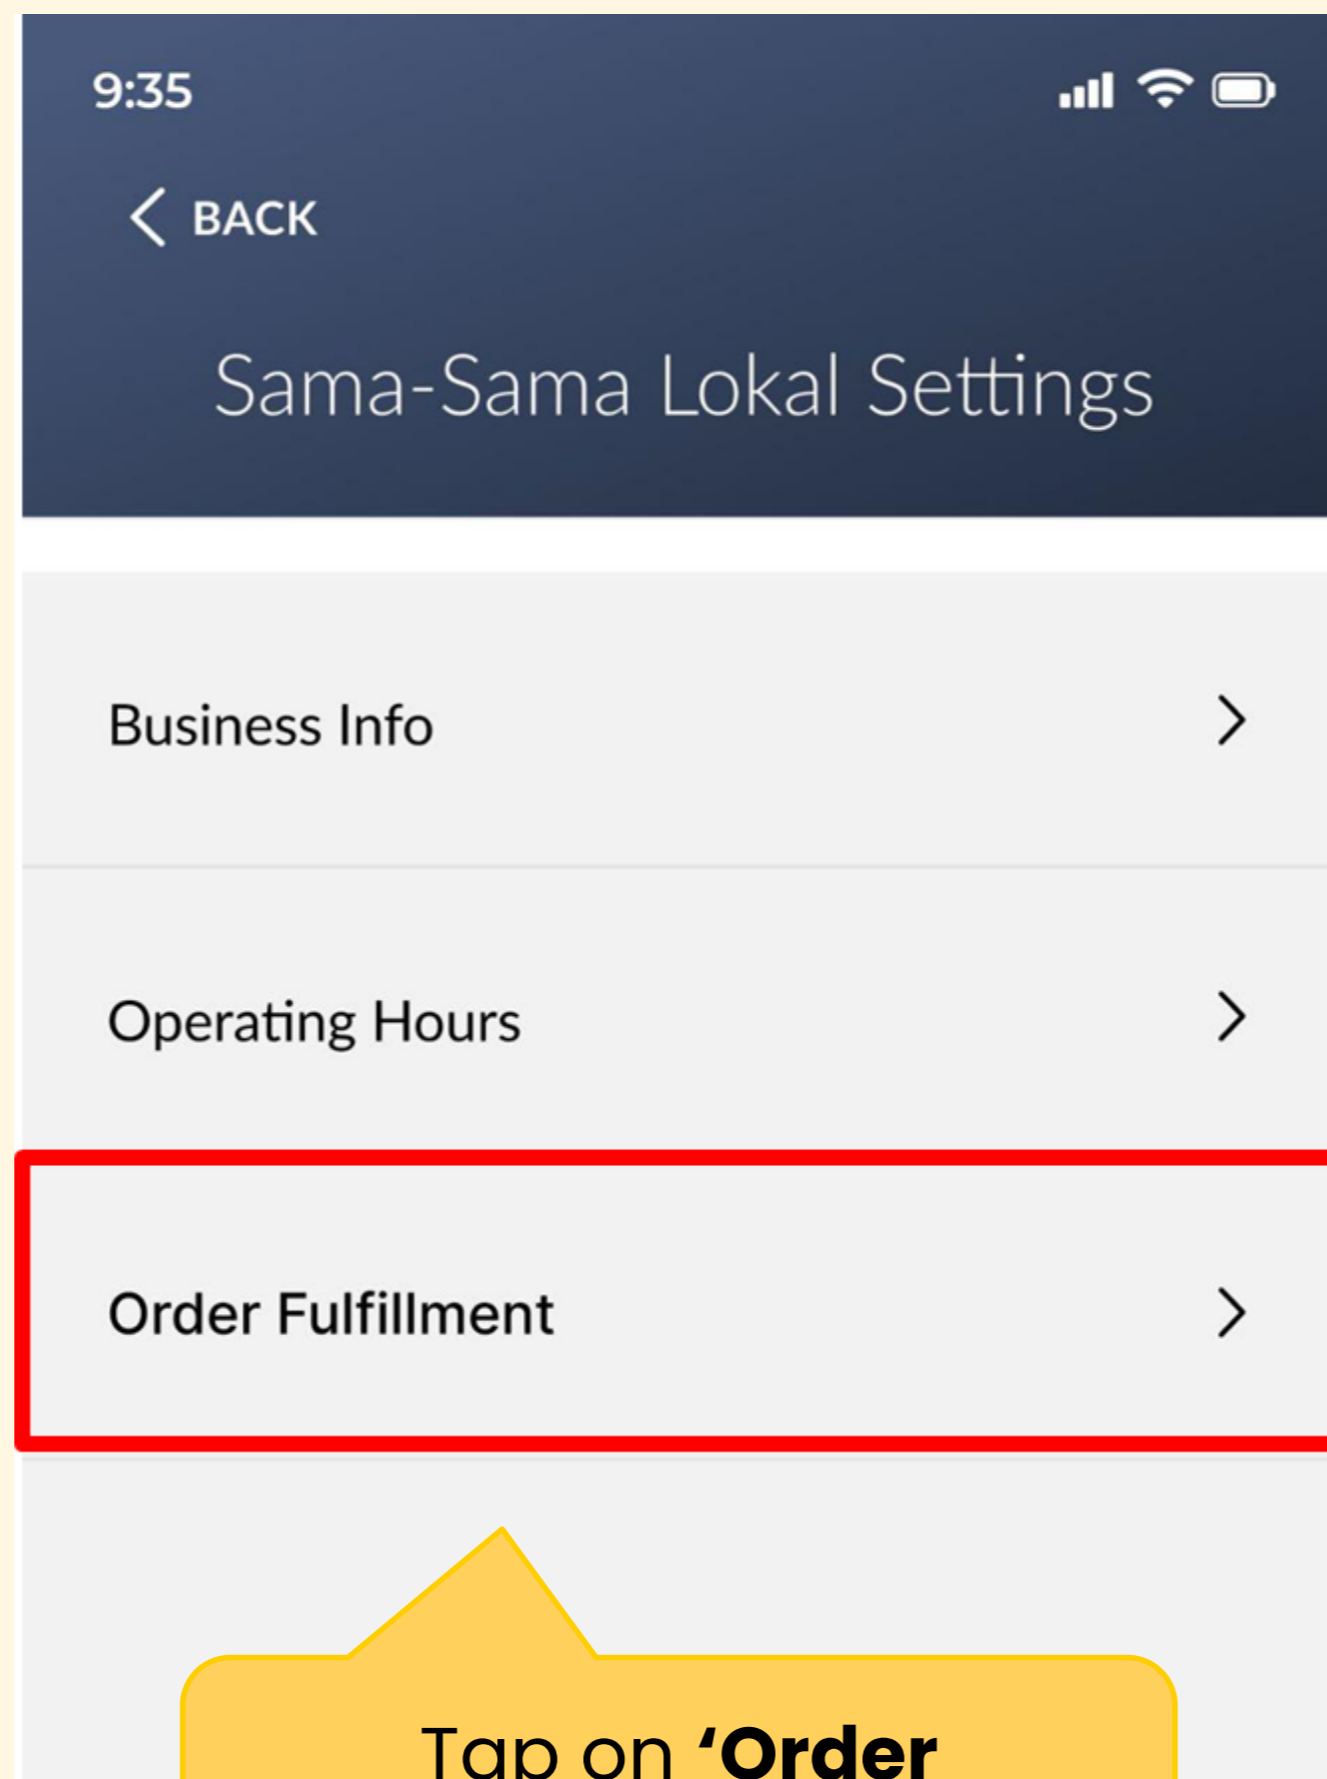 9:35
BACK
Sama-Sama Lokal Settings
Business Info
Operating Hours
Order Fulfillment
Tap on ‘Order